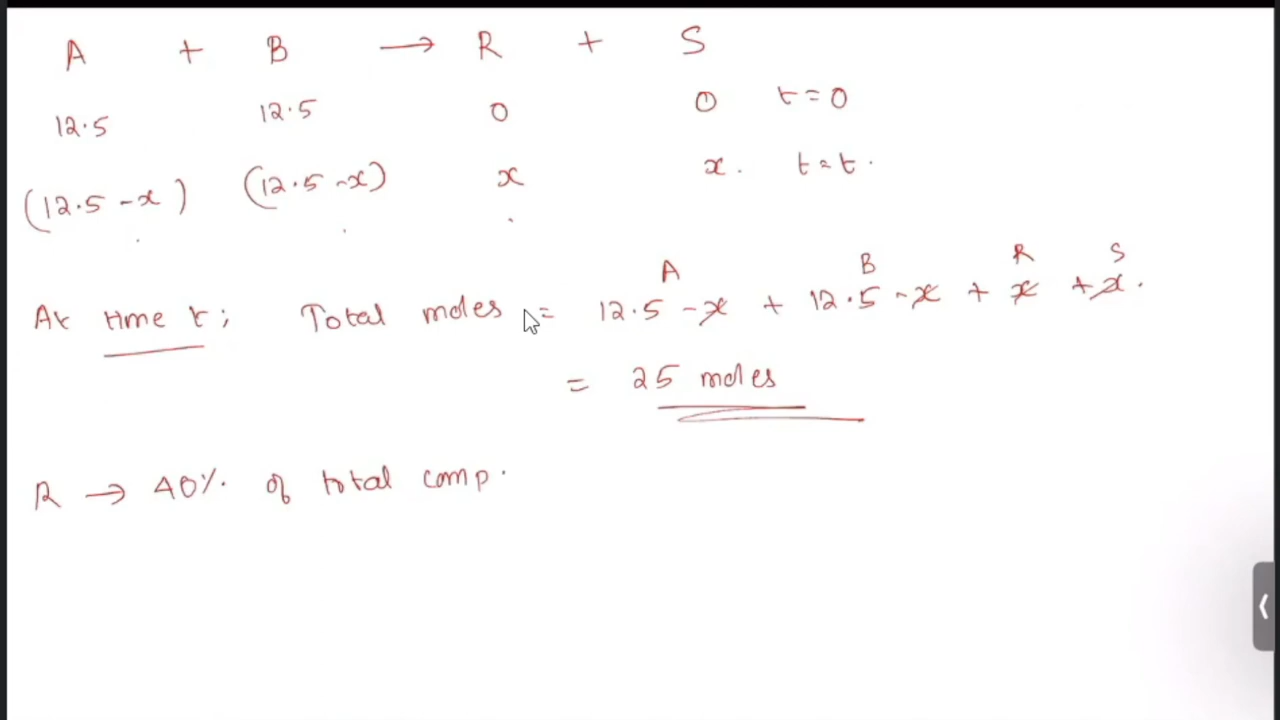 A + B → R + S
12.5 12.5 0 0 t = 0
(12.5 - x) (12.5 - x) x x. t = t.
A B R S
At time t; Total moles = 12.5 - x + 12.5 - x + x + x.
= 25 moles
R → 40% of total comp.